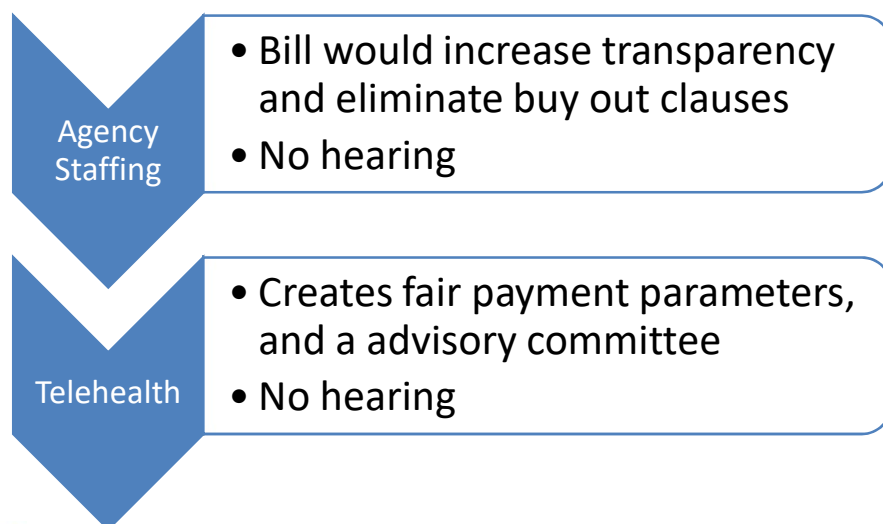 Agency
Staffing
• Bill would increase transparency
and eliminate buy out clauses
• No hearing
Telehealth
• Creates fair payment parameters,
and a advisory committee
• No hearing